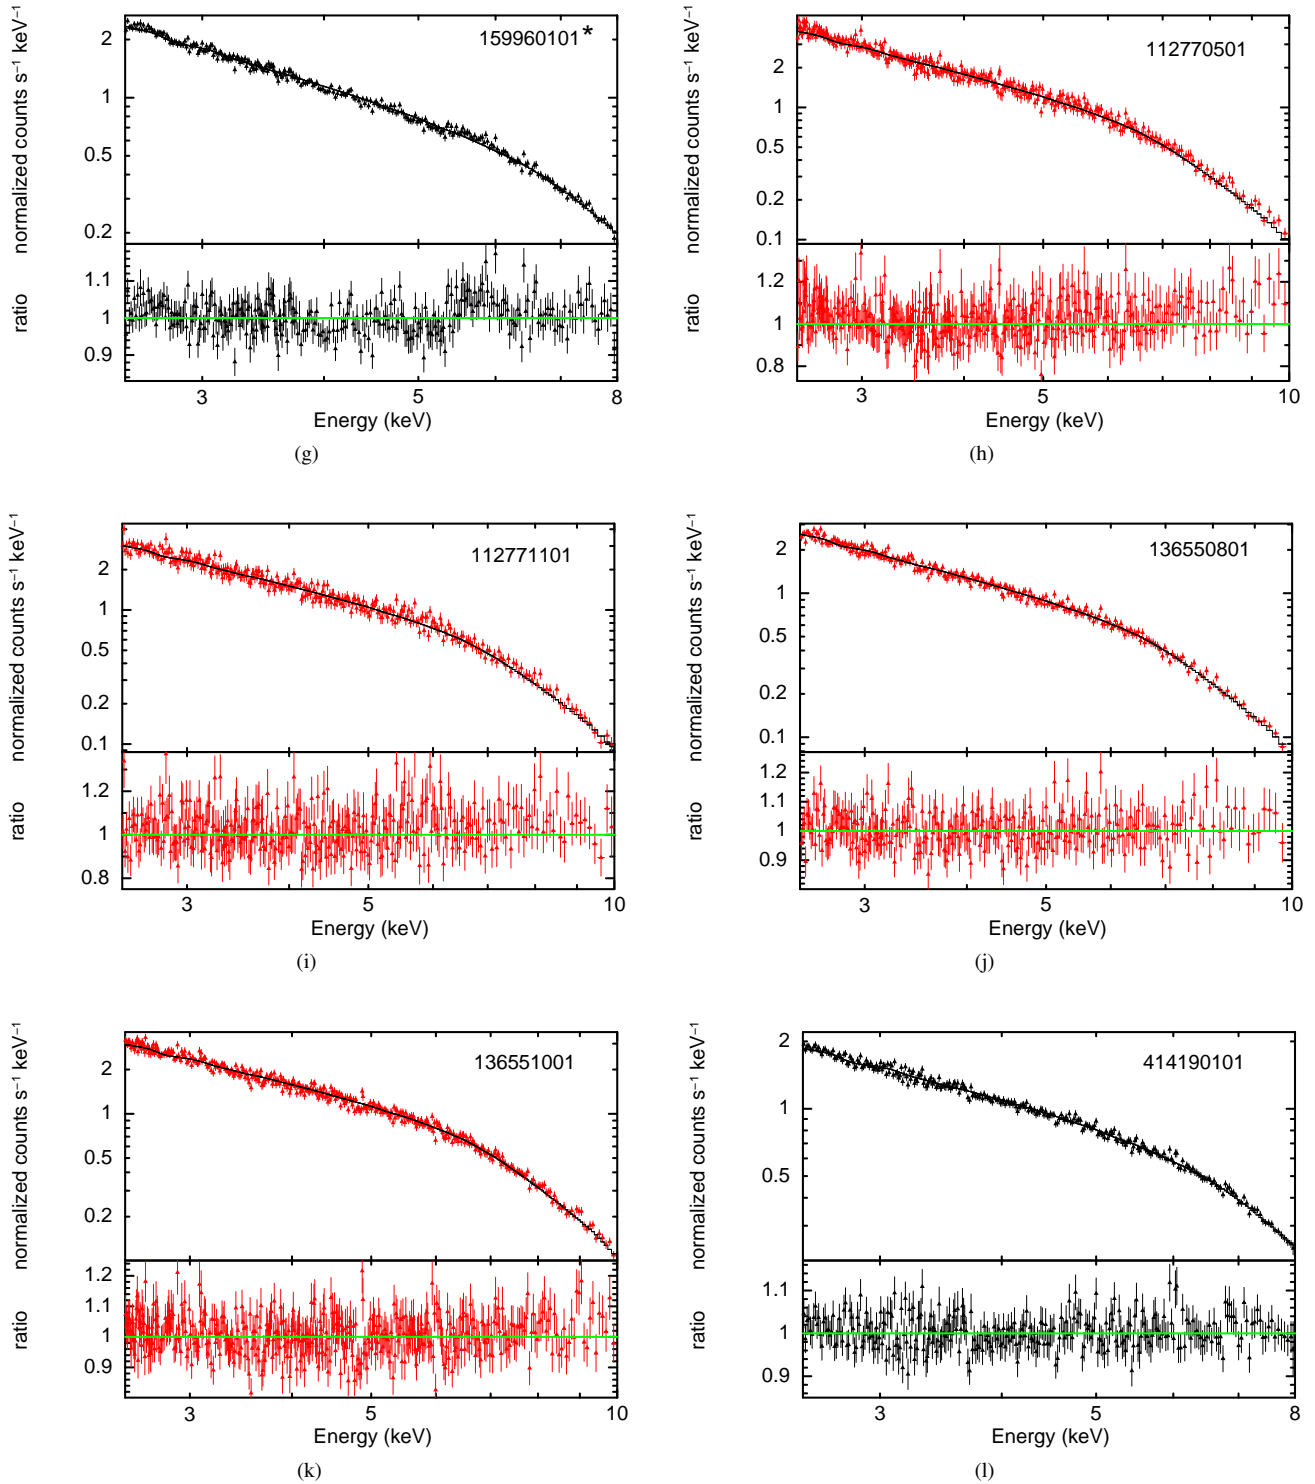 normalized counts s⁻¹ keV⁻¹
2
1
0.5
0.2
159960101*
ratio
1.1
1
0.9
3
5
8
Energy (keV)
(g)
normalized counts s⁻¹ keV⁻¹
2
1
0.5
0.2
0.1
112770501
ratio
1.2
1
0.8
3
5
10
Energy (keV)
(h)
normalized counts s⁻¹ keV⁻¹
2
1
0.5
0.2
0.1
112771101
ratio
1.2
1
0.8
3
5
10
Energy (keV)
(i)
normalized counts s⁻¹ keV⁻¹
2
1
0.5
0.2
0.1
136550801
ratio
1.2
1.1
1
0.9
3
5
10
Energy (keV)
(j)
normalized counts s⁻¹ keV⁻¹
2
1
0.5
0.2
136551001
ratio
1.2
1.1
1
0.9
3
5
10
Energy (keV)
(k)
normalized counts s⁻¹ keV⁻¹
2
1
0.5
414190101
ratio
1.1
1
0.9
3
5
8
Energy (keV)
(l)